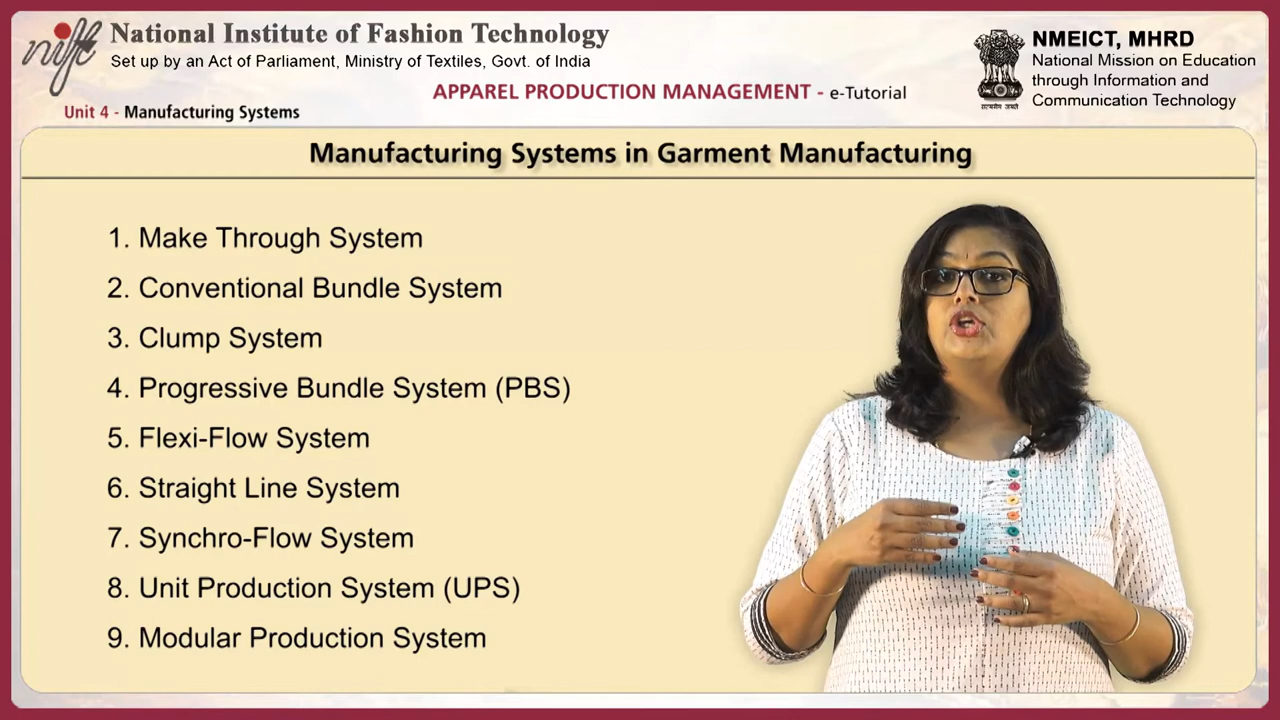 nift
National Institute of Fashion Technology
Set up by an Act of Parliament, Ministry of Textiles, Govt. of India
NMEICT, MHRD
National Mission on Education
through Information and
Communication Technology
सत्यमेव जयते
APPAREL PRODUCTION MANAGEMENT - e-Tutorial
Unit 4 - Manufacturing Systems
Manufacturing Systems in Garment Manufacturing
1. Make Through System
2. Conventional Bundle System
3. Clump System
4. Progressive Bundle System (PBS)
5. Flexi-Flow System
6. Straight Line System
7. Synchro-Flow System
8. Unit Production System (UPS)
9. Modular Production System